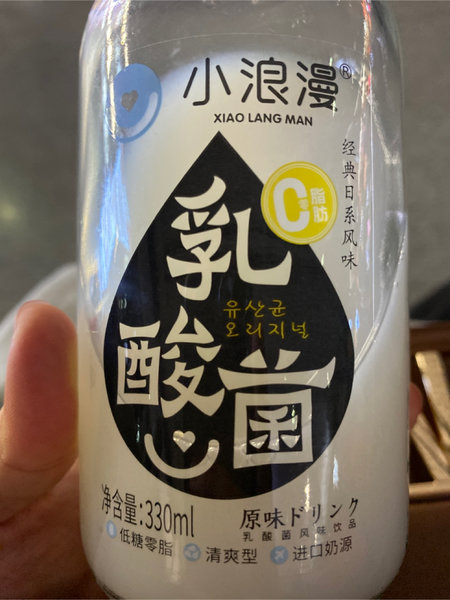 小浪漫®
XIAO LANG MAN
经典日系风味
0零脂肪
乳酸菌
유산균
오리지널
净含量:330ml
原味ドリンク
乳酸菌风味饮品
低糖零脂 清爽型 进口奶源